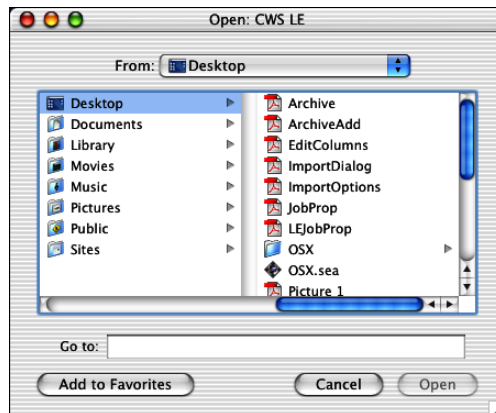 Open: CWS LE
From: Desktop
Desktop
Documents
Library
Movies
Music
Pictures
Public
Sites
Archive
ArchiveAdd
EditColumns
ImportDialog
ImportOptions
JobProp
LEJobProp
OSX
OSX.sea
Picture 1
Go to:
Add to Favorites
Cancel
Open